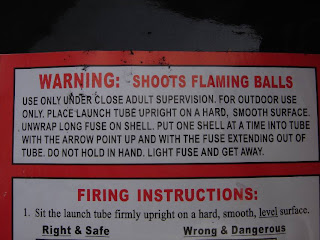 WARNING: SHOOTS FLAMING BALLS
USE ONLY UNDER CLOSE ADULT SUPERVISION. FOR OUTDOOR USE
ONLY. PLACE LAUNCH TUBE UPRIGHT ON A HARD, SMOOTH SURFACE.
UNWRAP LONG FUSE ON SHELL. PUT ONE SHELL AT A TIME INTO TUBE
WITH THE ARROW POINT UP AND WITH THE FUSE EXTENDING OUT OF
TUBE. DO NOT HOLD IN HAND. LIGHT FUSE AND GET AWAY.
FIRING INSTRUCTIONS:
1. Sit the launch tube firmly upright on a hard, smooth, level surface.
Right & Safe Wrong & Dangerous